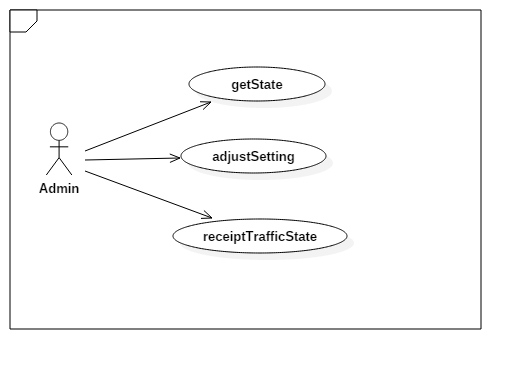 getState
adjustSetting
Admin
receiptTrafficState